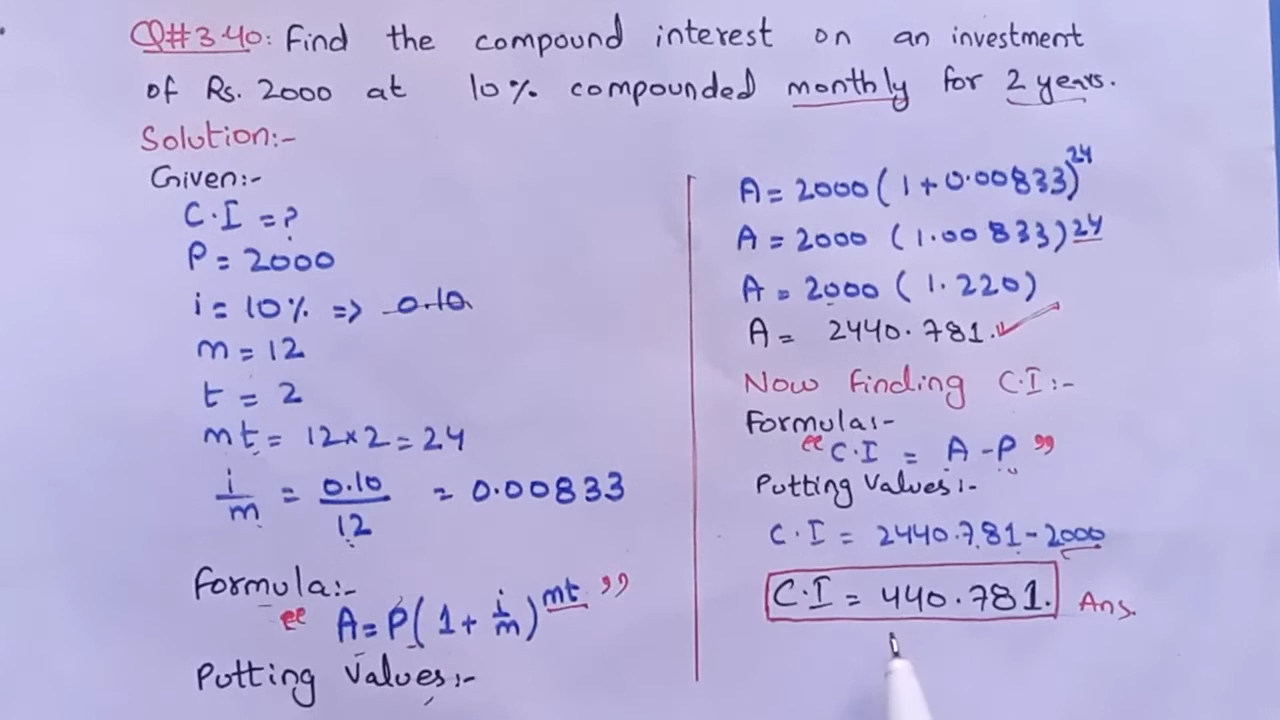 Q#3.40: Find the compound interest on an investment
of Rs. 2000 at 10% compounded monthly for 2 years.
Solution:-
Given:-
C.I = ?
P = 2000
i = 10% => 0.10
m = 12
t = 2
mt = 12×2 = 24
i/m = 0.10/12 = 0.00833
Formula:-
“ A = P(1 + i/m)^mt ”
Putting Values:-
A = 2000 (1 + 0.00833)^24
A = 2000 (1.00833)^24
A = 2000 (1.220)
A = 2440.781.
Now Finding C.I:-
Formula:-
“ C.I = A - P ”
Putting Values:-
C.I = 2440.781 - 2000
C.I = 440.781. Ans.